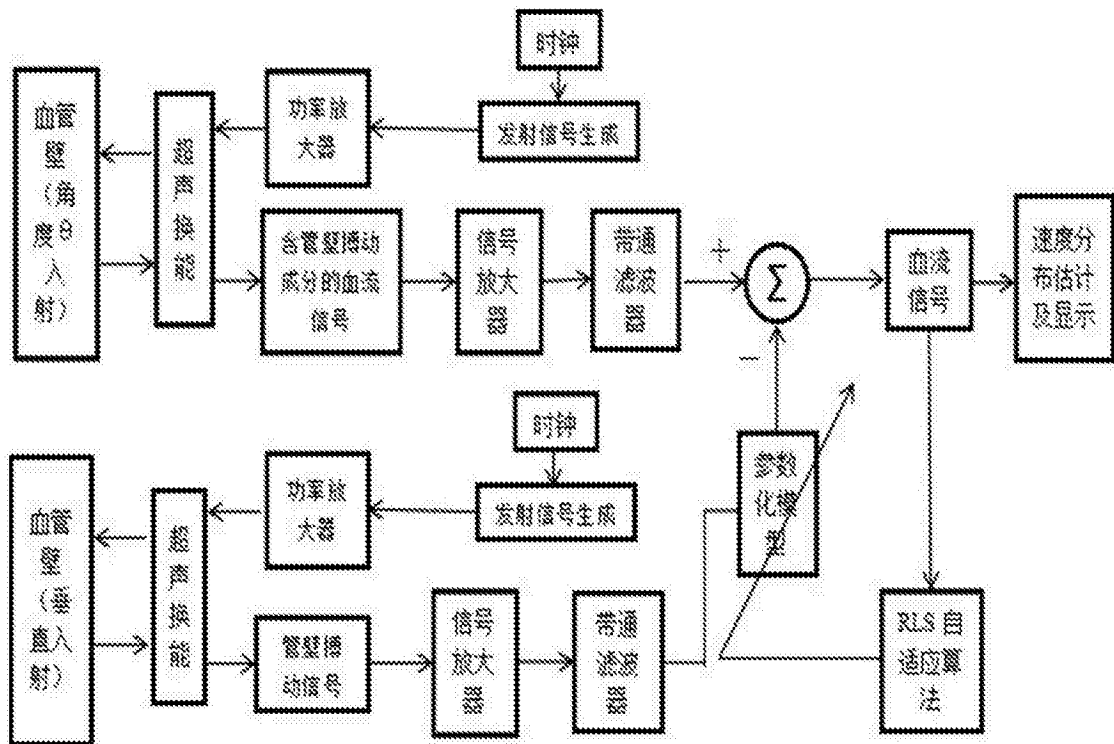 时钟
发射信号生成
功率放
大器
超
声
换
能
血管
壁
（角
度θ
入
射）
含管壁搏动
成分的血流
信号
信号
放大
器
带通
滤波
器
+
Σ
−
血流
信号
速度分
布估计
及显示
时钟
发射信号生成
功率放
大器
超
声
换
能
血管
壁
（垂
直入
射）
管壁搏
动信号
信号
放大
器
带通
滤波
器
参数
化模
型
RLS 自
适应算
法